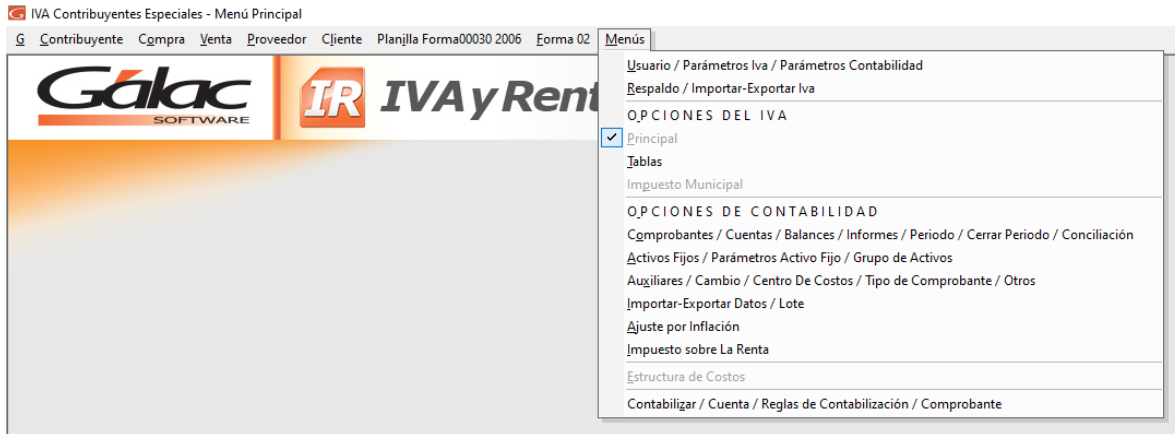 IVA Contribuyentes Especiales - Menú Principal
G Contribuyente Compra Venta Proveedor Cliente Planilla Forma00030 2006 Forma 02 Menús
Gálac
SOFTWARE
IR IVA y Rent
Usuario / Parámetros Iva / Parámetros Contabilidad
Respaldo / Importar-Exportar Iva
OPCIONES DEL IVA
Principal
Tablas
Impuesto Municipal
OPCIONES DE CONTABILIDAD
Comprobantes / Cuentas / Balances / Informes / Periodo / Cerrar Periodo / Conciliación
Activos Fijos / Parámetros Activo Fijo / Grupo de Activos
Auxiliares / Cambio / Centro De Costos / Tipo de Comprobante / Otros
Importar-Exportar Datos / Lote
Ajuste por Inflación
Impuesto sobre La Renta
Estructura de Costos
Contabilizar / Cuenta / Reglas de Contabilización / Comprobante